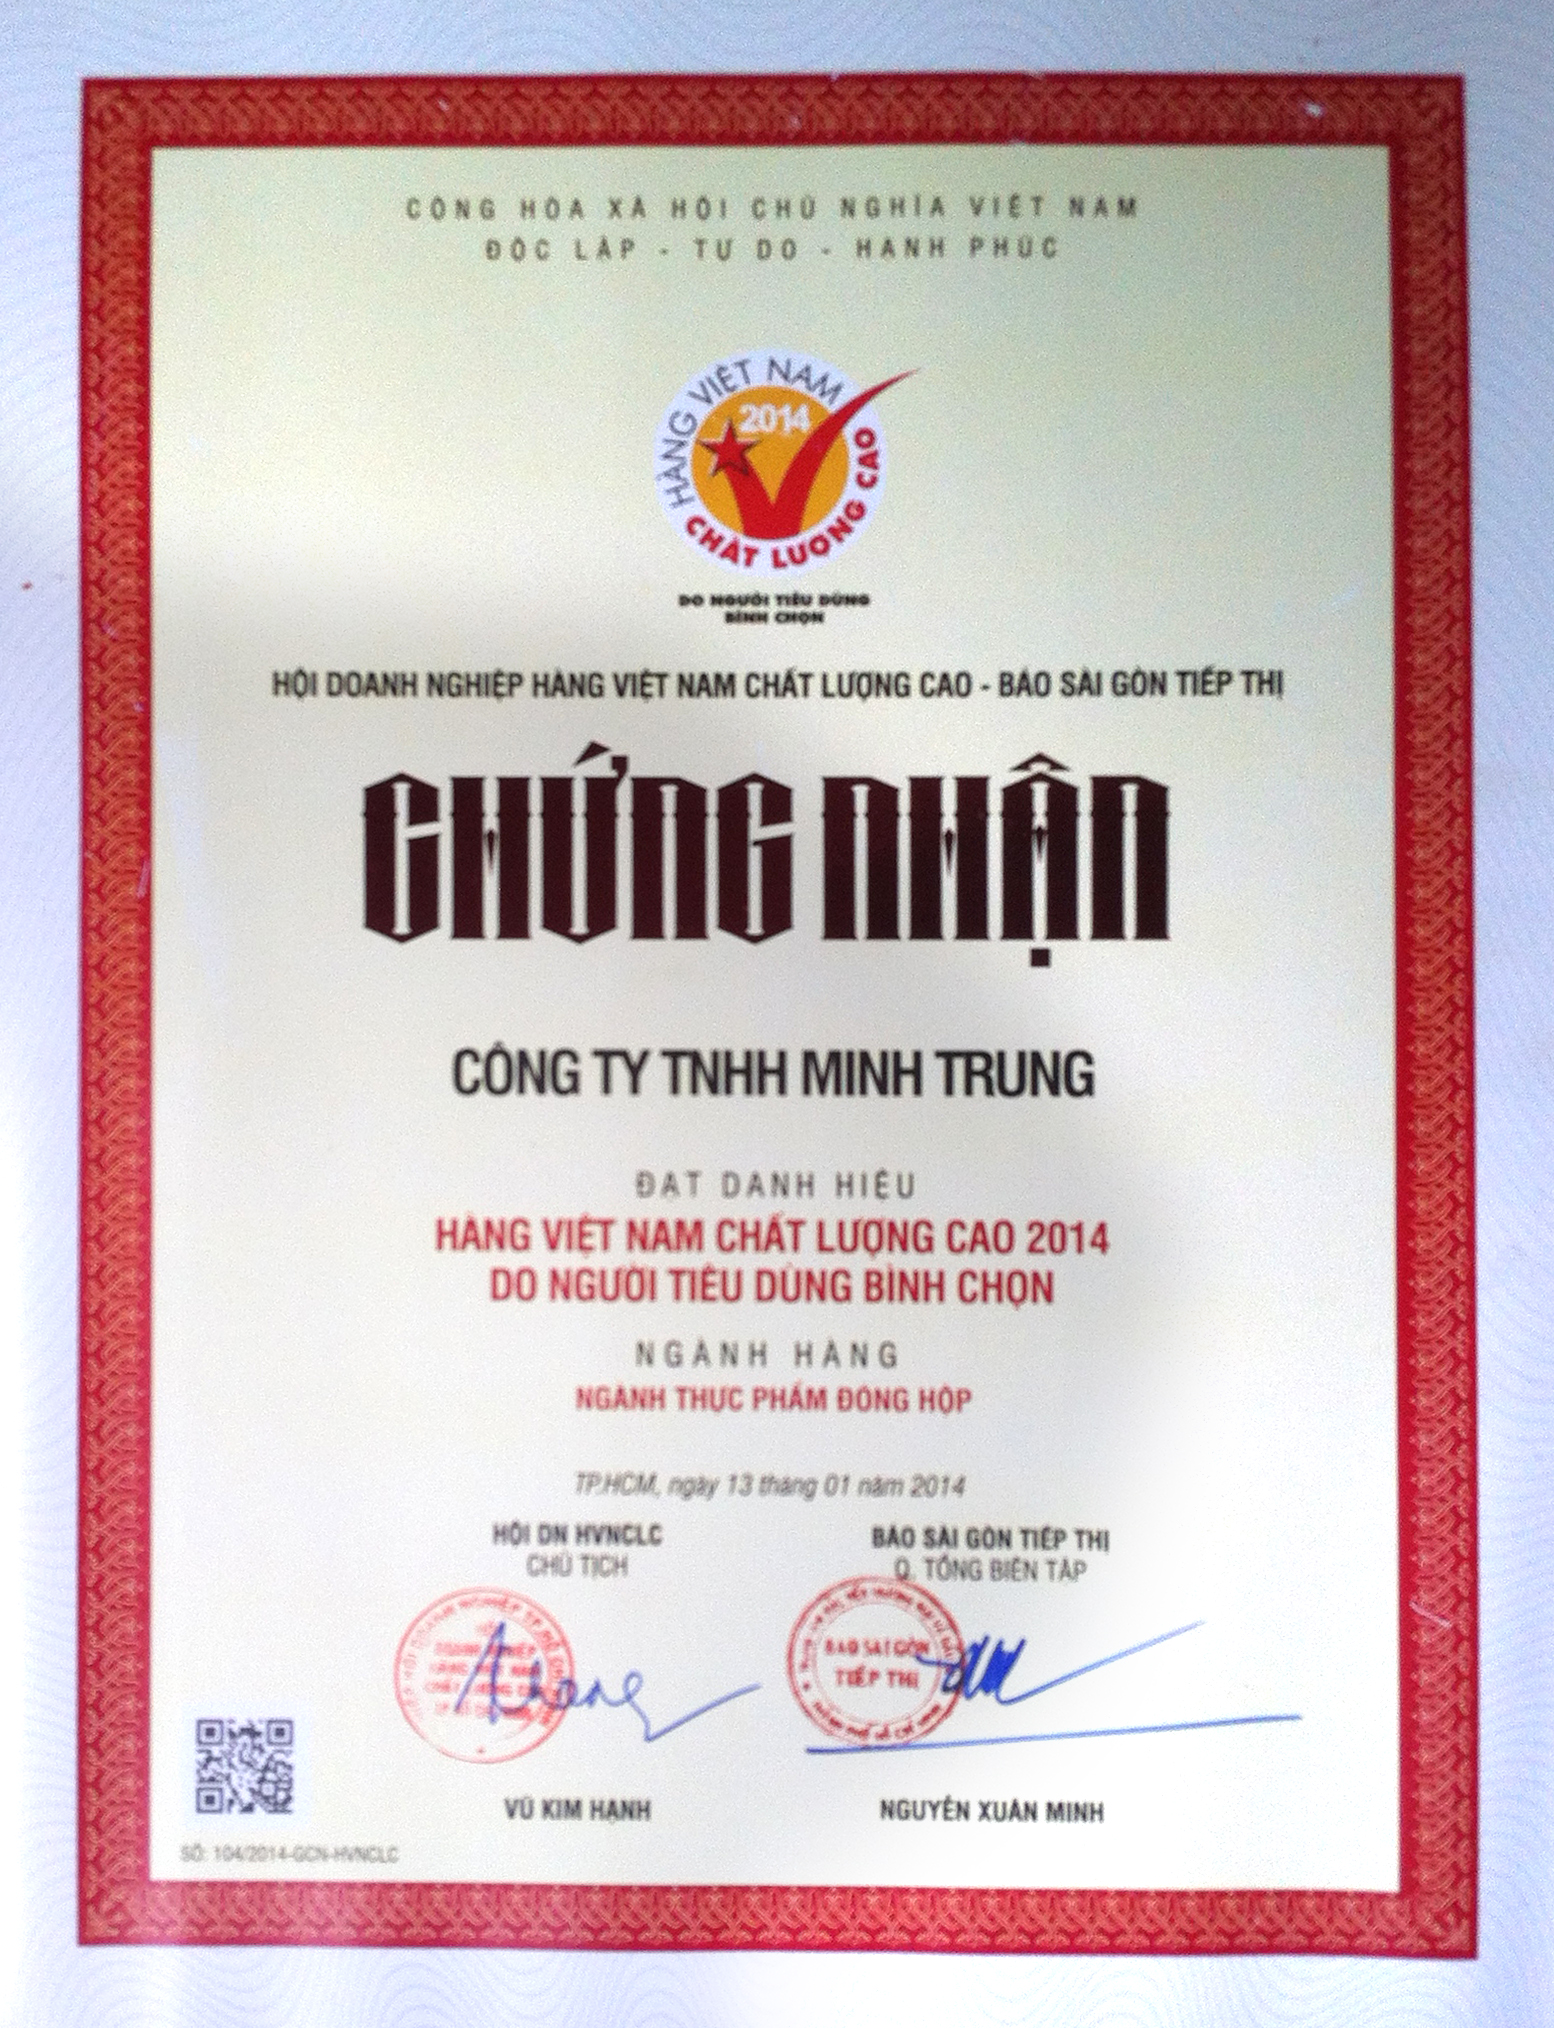 CỘNG HÒA XÃ HỘI CHỦ NGHĨA VIỆT NAM
ĐỘC LẬP - TỰ DO - HẠNH PHÚC
HÀNG VIỆT NAM
2014
CHẤT LƯỢNG CAO
DO NGƯỜI TIÊU DÙNG
BÌNH CHỌN
HỘI DOANH NGHIỆP HÀNG VIỆT NAM CHẤT LƯỢNG CAO - BÁO SÀI GÒN TIẾP THỊ
CHỨNG NHẬN
CÔNG TY TNHH MINH TRUNG
ĐẠT DANH HIỆU
HÀNG VIỆT NAM CHẤT LƯỢNG CAO 2014
DO NGƯỜI TIÊU DÙNG BÌNH CHỌN
NGÀNH HÀNG
NGÀNH THỰC PHẨM ĐÓNG HỘP
TP.HCM, ngày 13 tháng 01 năm 2014
HỘI DN HVNCLC
CHỦ TỊCH
BÁO SÀI GÒN TIẾP THỊ
Q. TỔNG BIÊN TẬP
BÁO SÀI GÒN
TIẾP THỊ
VŨ KIM HẠNH
NGUYỄN XUÂN MINH
SỐ: 104/2014-GCN-HVNCLC